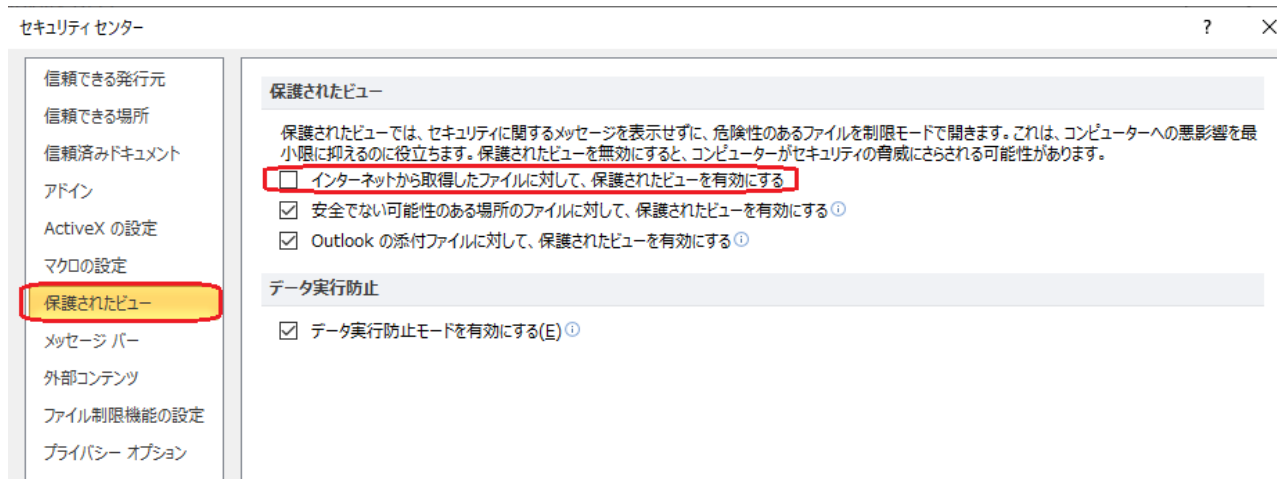 セキュリティ センター
? ×
信頼できる発行元
信頼できる場所
信頼済みドキュメント
アドイン
ActiveX の設定
マクロの設定
保護されたビュー
メッセージ バー
外部コンテンツ
ファイル制限機能の設定
プライバシー オプション
保護されたビュー
保護されたビューでは、セキュリティに関するメッセージを表示せずに、危険性のあるファイルを制限モードで開きます。これは、コンピューターへの悪影響を最
小限に抑えるのに役立ちます。保護されたビューを無効にすると、コンピューターがセキュリティの脅威にさらされる可能性があります。
インターネットから取得したファイルに対して、保護されたビューを有効にする
安全でない可能性のある場所のファイルに対して、保護されたビューを有効にする
Outlook の添付ファイルに対して、保護されたビューを有効にする
データ実行防止
データ実行防止モードを有効にする(E)